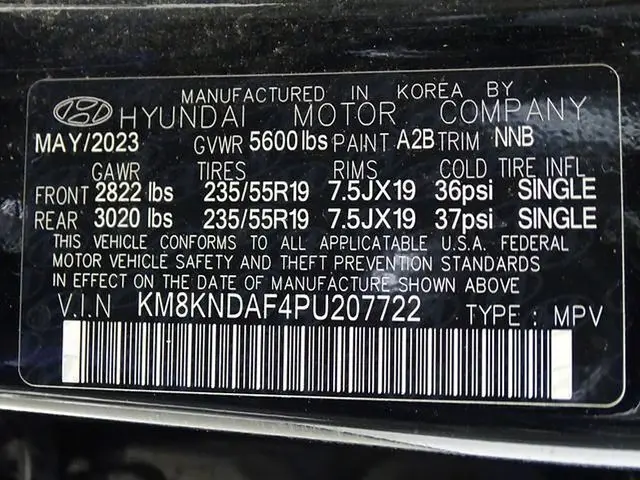 MANUFACTURED IN KOREA BY
HYUNDAI MOTOR COMPANY
MAY/2023 GVWR 5600lbs PAINT A2B TRIM NNB
GAWR TIRES RIMS COLD TIRE INFL
FRONT 2822 lbs 235/55R19 7.5JX19 36psi SINGLE
REAR 3020 lbs 235/55R19 7.5JX19 37psi SINGLE
THIS VEHICLE CONFORMS TO ALL APPLICATABLE U.S.A. FEDERAL
MOTOR VEHICLE SAFETY AND THEFT PREVENTION STANDARDS
IN EFFECT ON THE DATE OF MANUFACTURE SHOWN ABOVE
V.I.N KM8KNDAF4PU207722 TYPE : MPV